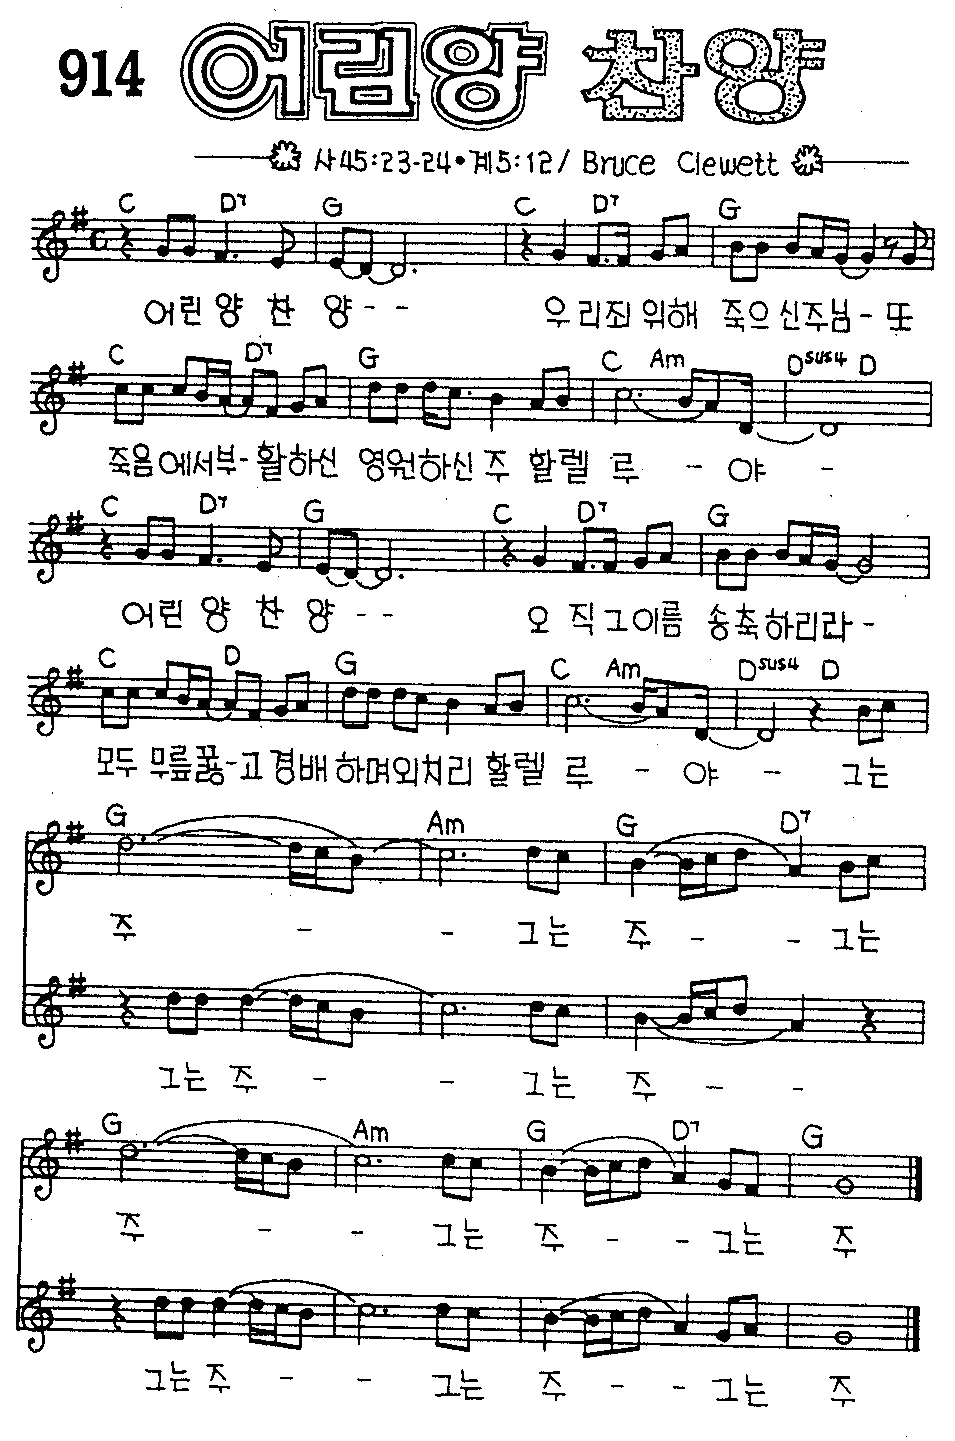 914 어린양 찬양
사45:23-24•계5:12/ Bruce Clewett
C D7 G C D7 G
어린 양 찬 양 - - 우 리죄 위해 죽으 신주님 - 또
C D7 G C Am Dsus4 D
죽음에서부 - 활하신 영원하신 주 할렐 루 - 야 -
C D7 G C D7 G
어린 양 찬 양 - - 오 직 그이름 송축하리라 -
C D G C Am Dsus4 D
모두 무릎꿇 - 고 경배 하며외치리 할렐 루 - 야 - 그는
G Am G D7
주 - - 그는 주 - - 그는
그는 주 - - 그는 주 - -
G Am G D7 G
주 - - 그는 주 - - 그는 주
그는 주 - - 그는 주 - - 그는 주